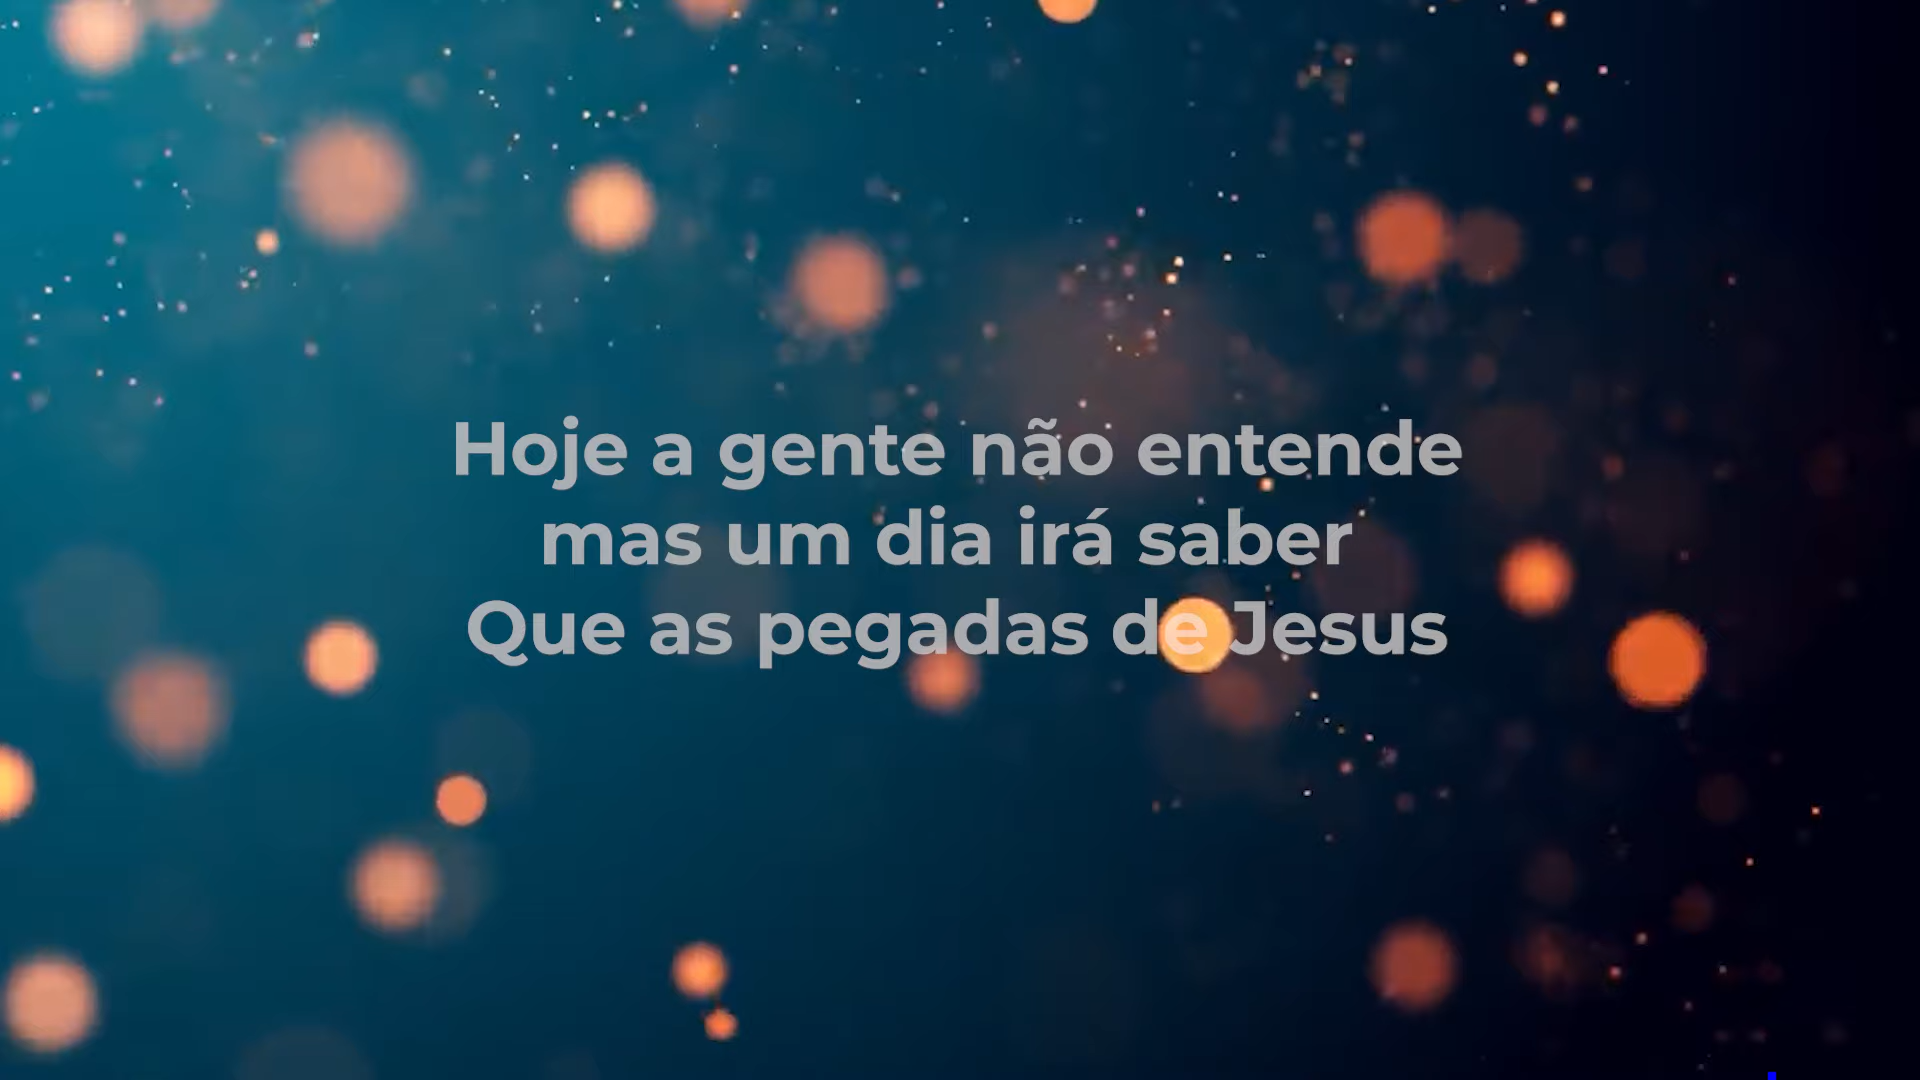 Hoje a gente não entende
mas um dia irá saber
Que as pegadas de Jesus